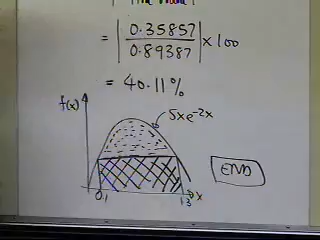 = | 0.35857 / 0.89387 | × 100
= 40.11%
f(x)
5xe^-2x
END
0.1
1.3
x